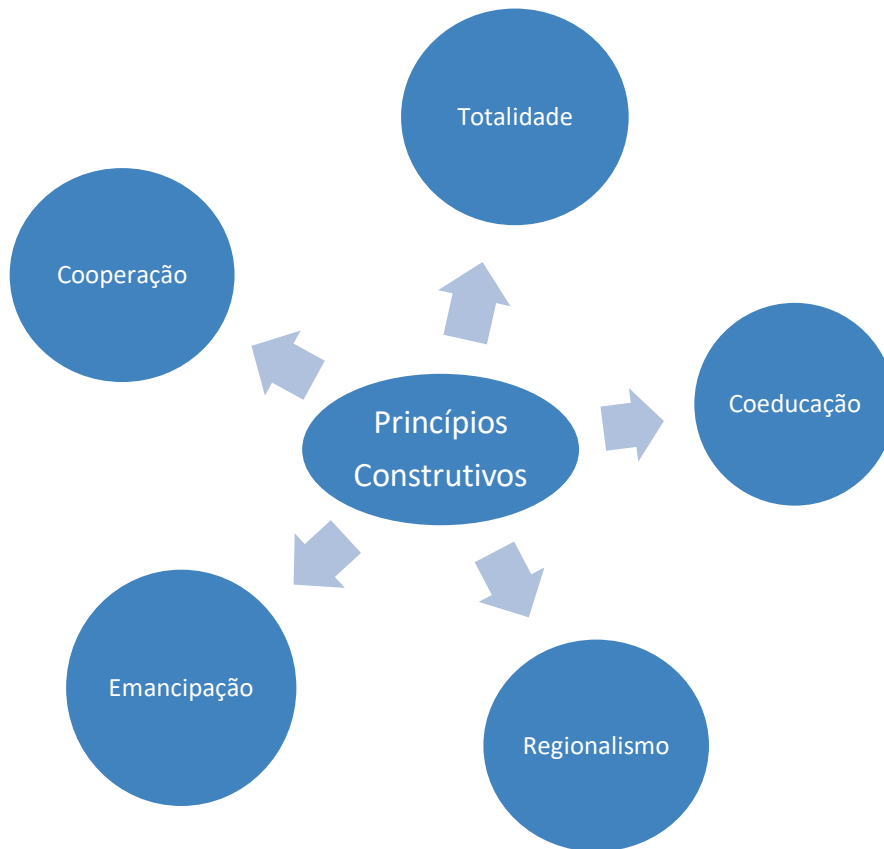 Totalidade
Cooperação
Coeducação
Princípios
Construtivos
Emancipação
Regionalismo